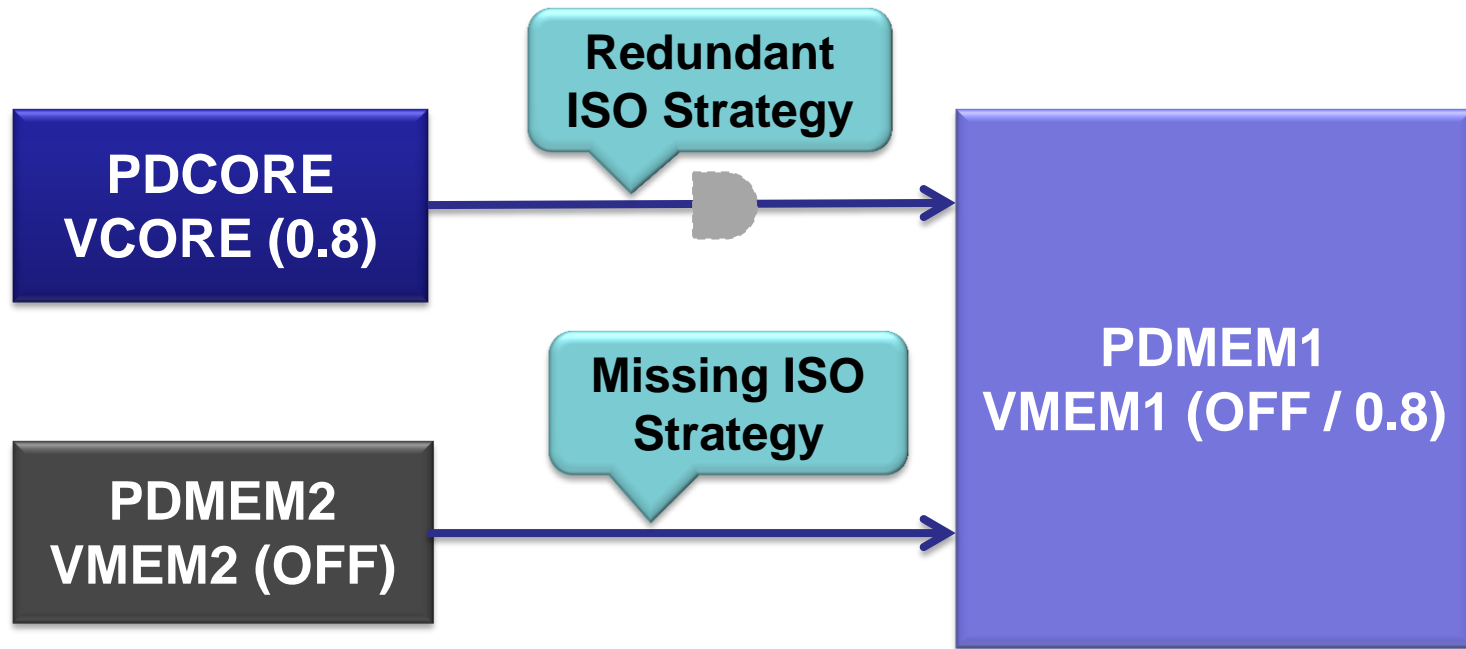 Redundant
ISO Strategy
PDCORE
VCORE (0.8)
Missing ISO
Strategy
PDMEM2
VMEM2 (OFF)
PDMEM1
VMEM1 (OFF / 0.8)